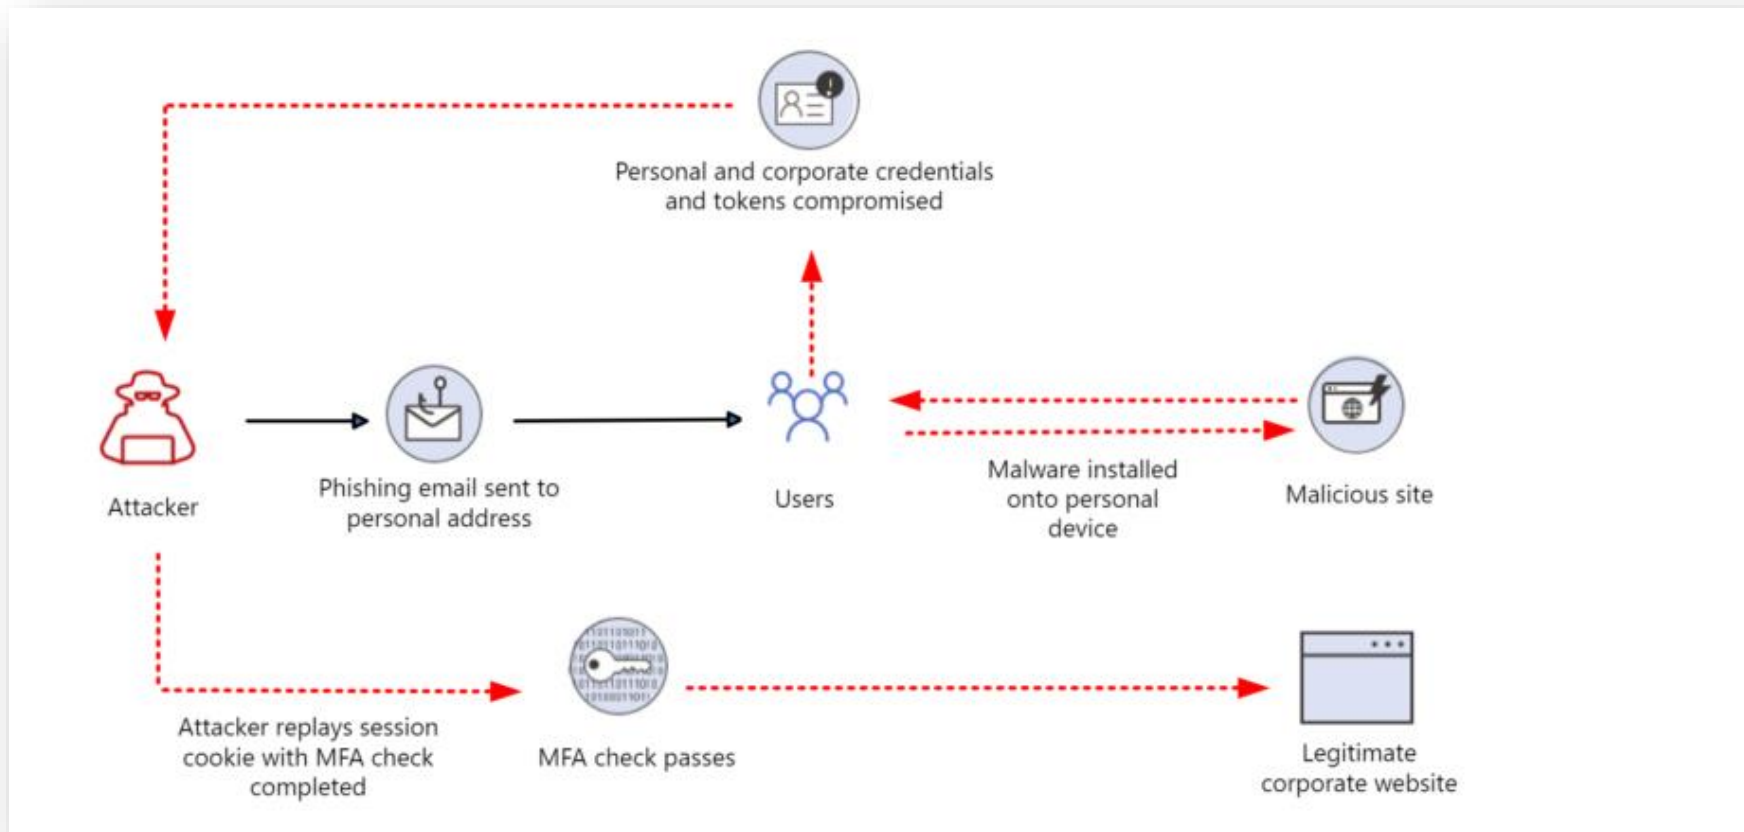 Personal and corporate credentials
and tokens compromised
Attacker
Phishing email sent to
personal address
Users
Malware installed
onto personal
device
Malicious site
Attacker replays session
cookie with MFA check
completed
MFA check passes
Legitimate
corporate website